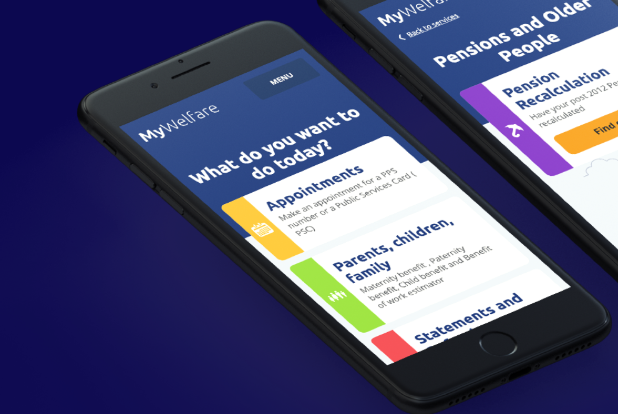 MyWelfare
MENU
What do you want to
do today?
Appointments
Make an appointment for a PPS
number or a Public Services Card (
PSC)
Parents, children,
family
Maternity benefit , Paternity
benefit, Child benefit and Benefit
of work estimator
Statements and
MyWelfare
Back to services
Pensions and Older
People
Pension
Recalculation
Have your post 2012 Pe
recalculated
Find